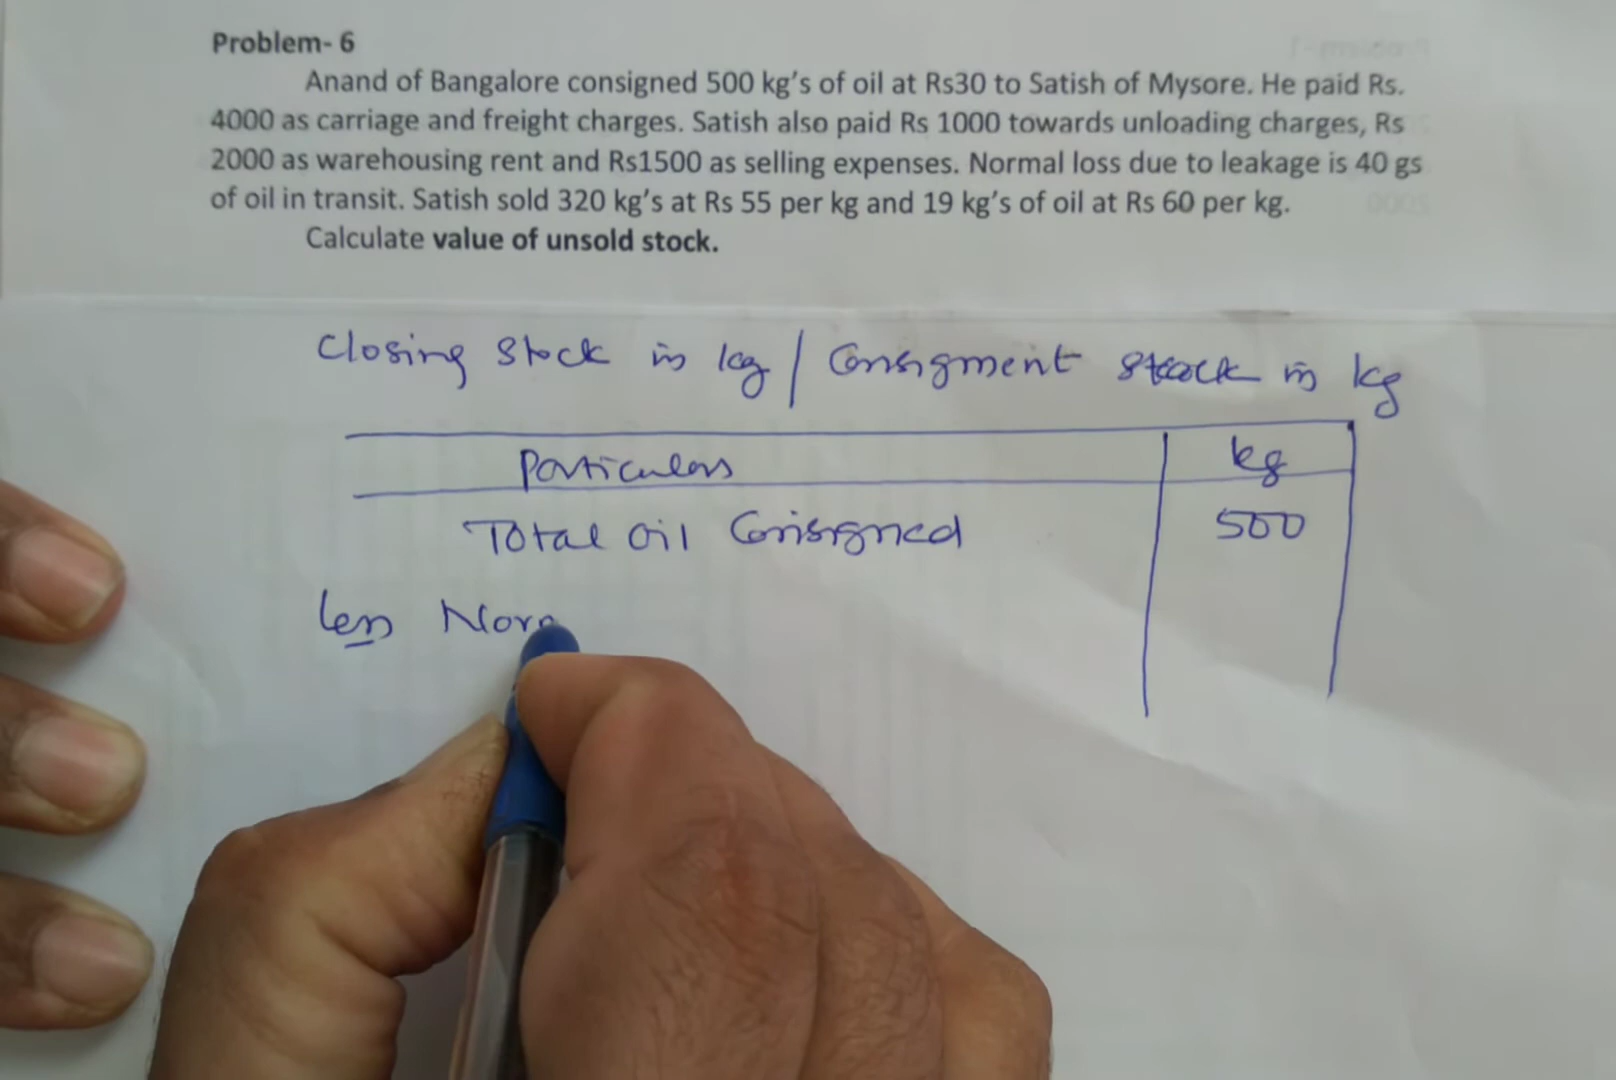 Problem- 6
Anand of Bangalore consigned 500 kg's of oil at Rs30 to Satish of Mysore. He paid Rs.
4000 as carriage and freight charges. Satish also paid Rs 1000 towards unloading charges, Rs
2000 as warehousing rent and Rs1500 as selling expenses. Normal loss due to leakage is 40 gs
of oil in transit. Satish sold 320 kg's at Rs 55 per kg and 19 kg's of oil at Rs 60 per kg.
Calculate value of unsold stock.
Closing Stock in kg / Consigment stock in kg
Particulars kg
Total Oil Consigned 500
less Nor